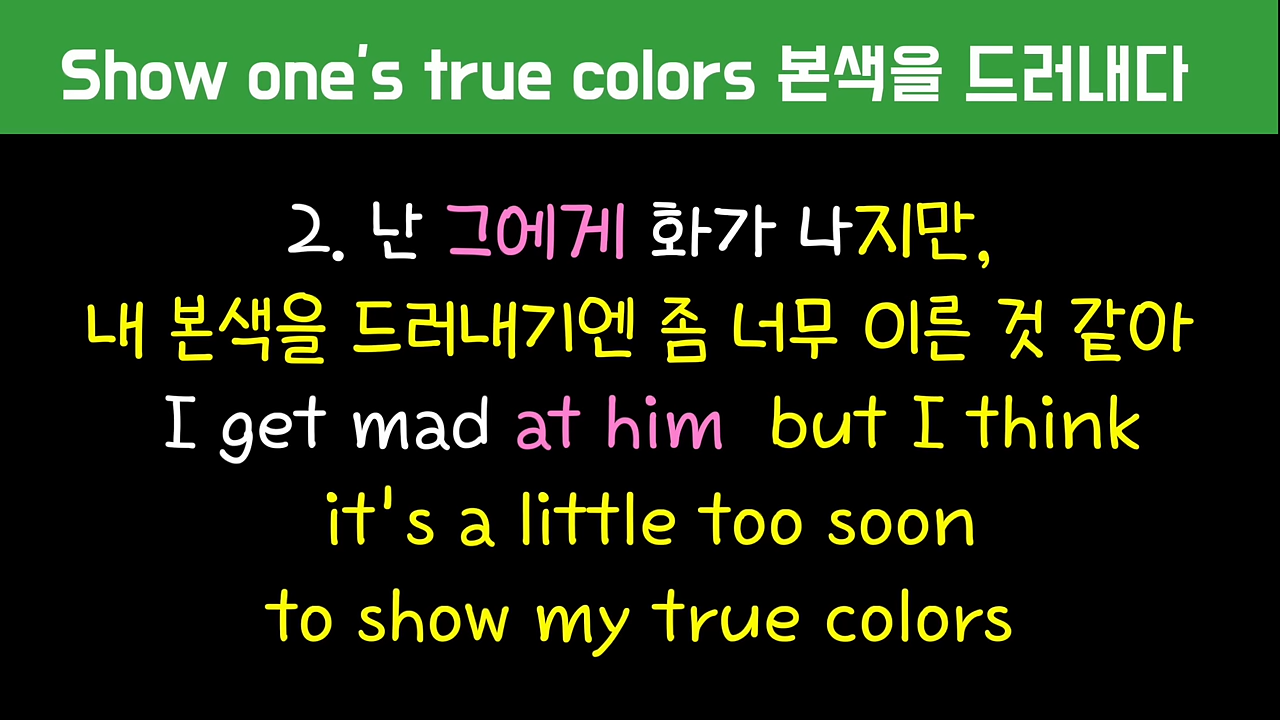 Show one's true colors 본색을 드러내다
2. 난 그에게 화가 나지만,
내 본색을 드러내기엔 좀 너무 이른 것 같아
I get mad at him but I think
it's a little too soon
to show my true colors